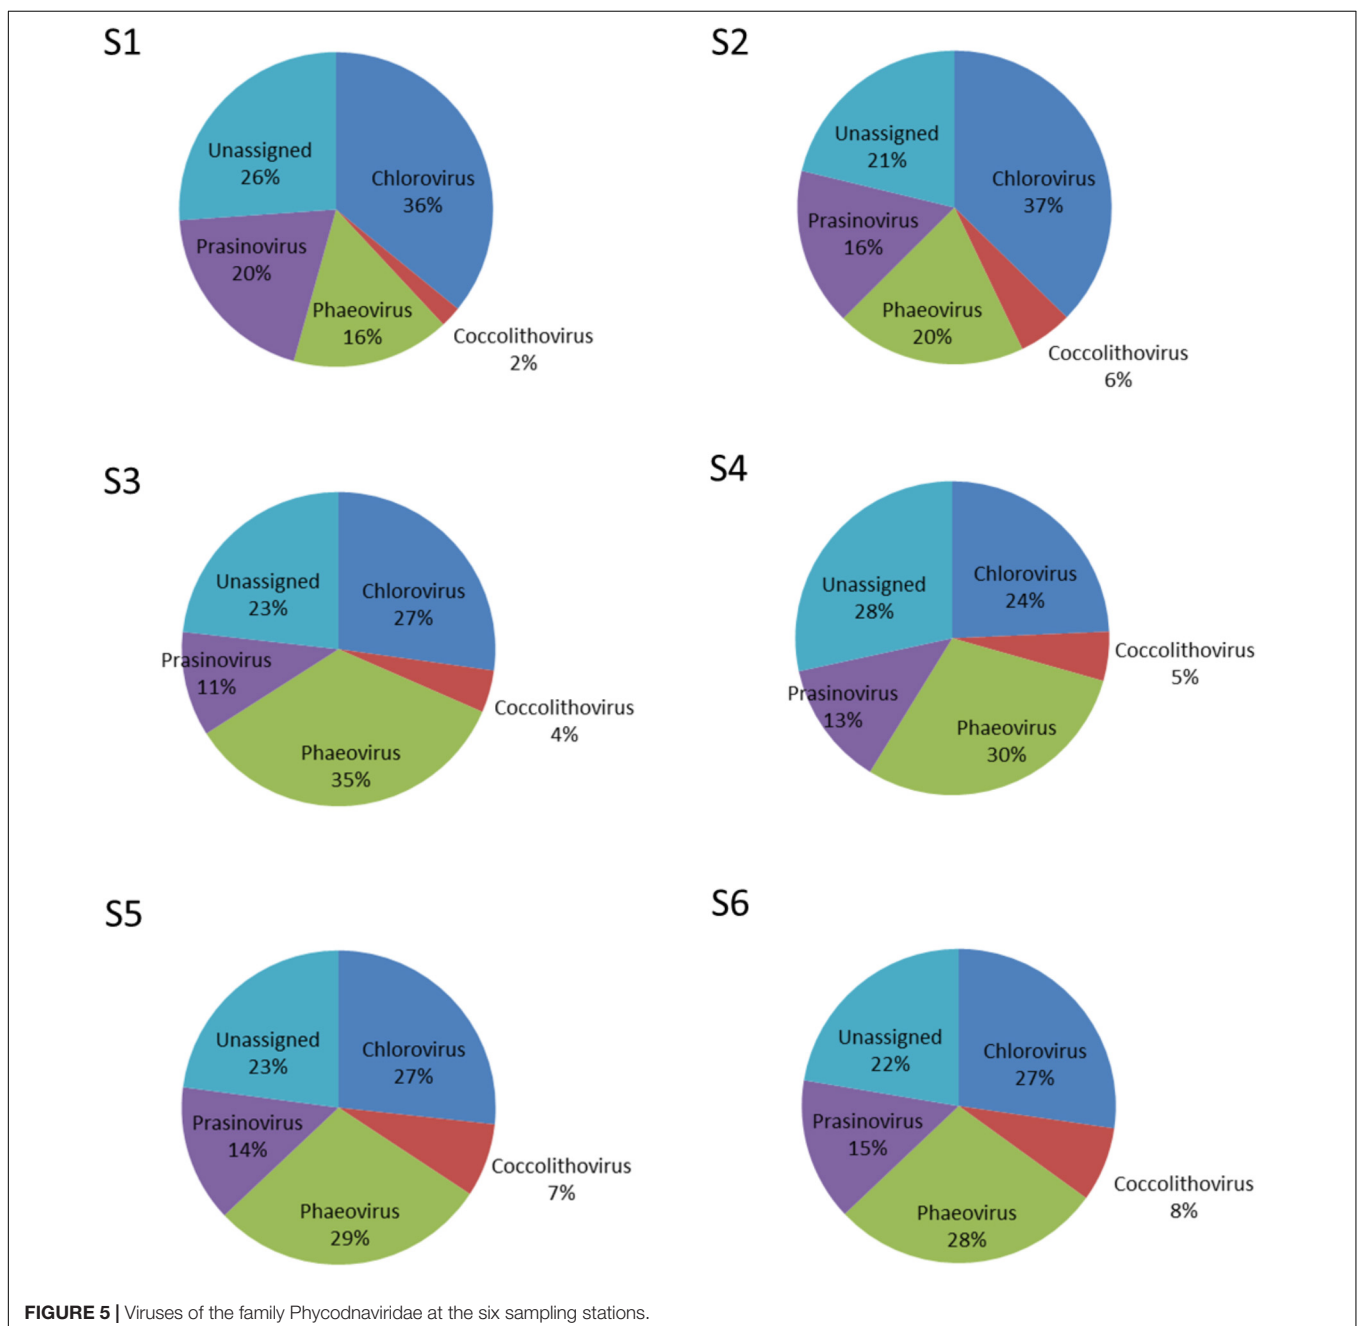 S1
Unassigned
26%
Chlorovirus
36%
Prasinovirus
20%
Phaeovirus
16%
Coccolithovirus
2%
S2
Unassigned
21%
Chlorovirus
37%
Prasinovirus
16%
Phaeovirus
20%
Coccolithovirus
6%
S3
Unassigned
23%
Chlorovirus
27%
Prasinovirus
11%
Coccolithovirus
4%
Phaeovirus
35%
S4
Unassigned
28%
Chlorovirus
24%
Coccolithovirus
5%
Prasinovirus
13%
Phaeovirus
30%
S5
Unassigned
23%
Chlorovirus
27%
Prasinovirus
14%
Coccolithovirus
7%
Phaeovirus
29%
S6
Unassigned
22%
Chlorovirus
27%
Prasinovirus
15%
Coccolithovirus
8%
Phaeovirus
28%
FIGURE 5 | Viruses of the family Phycodnaviridae at the six sampling stations.